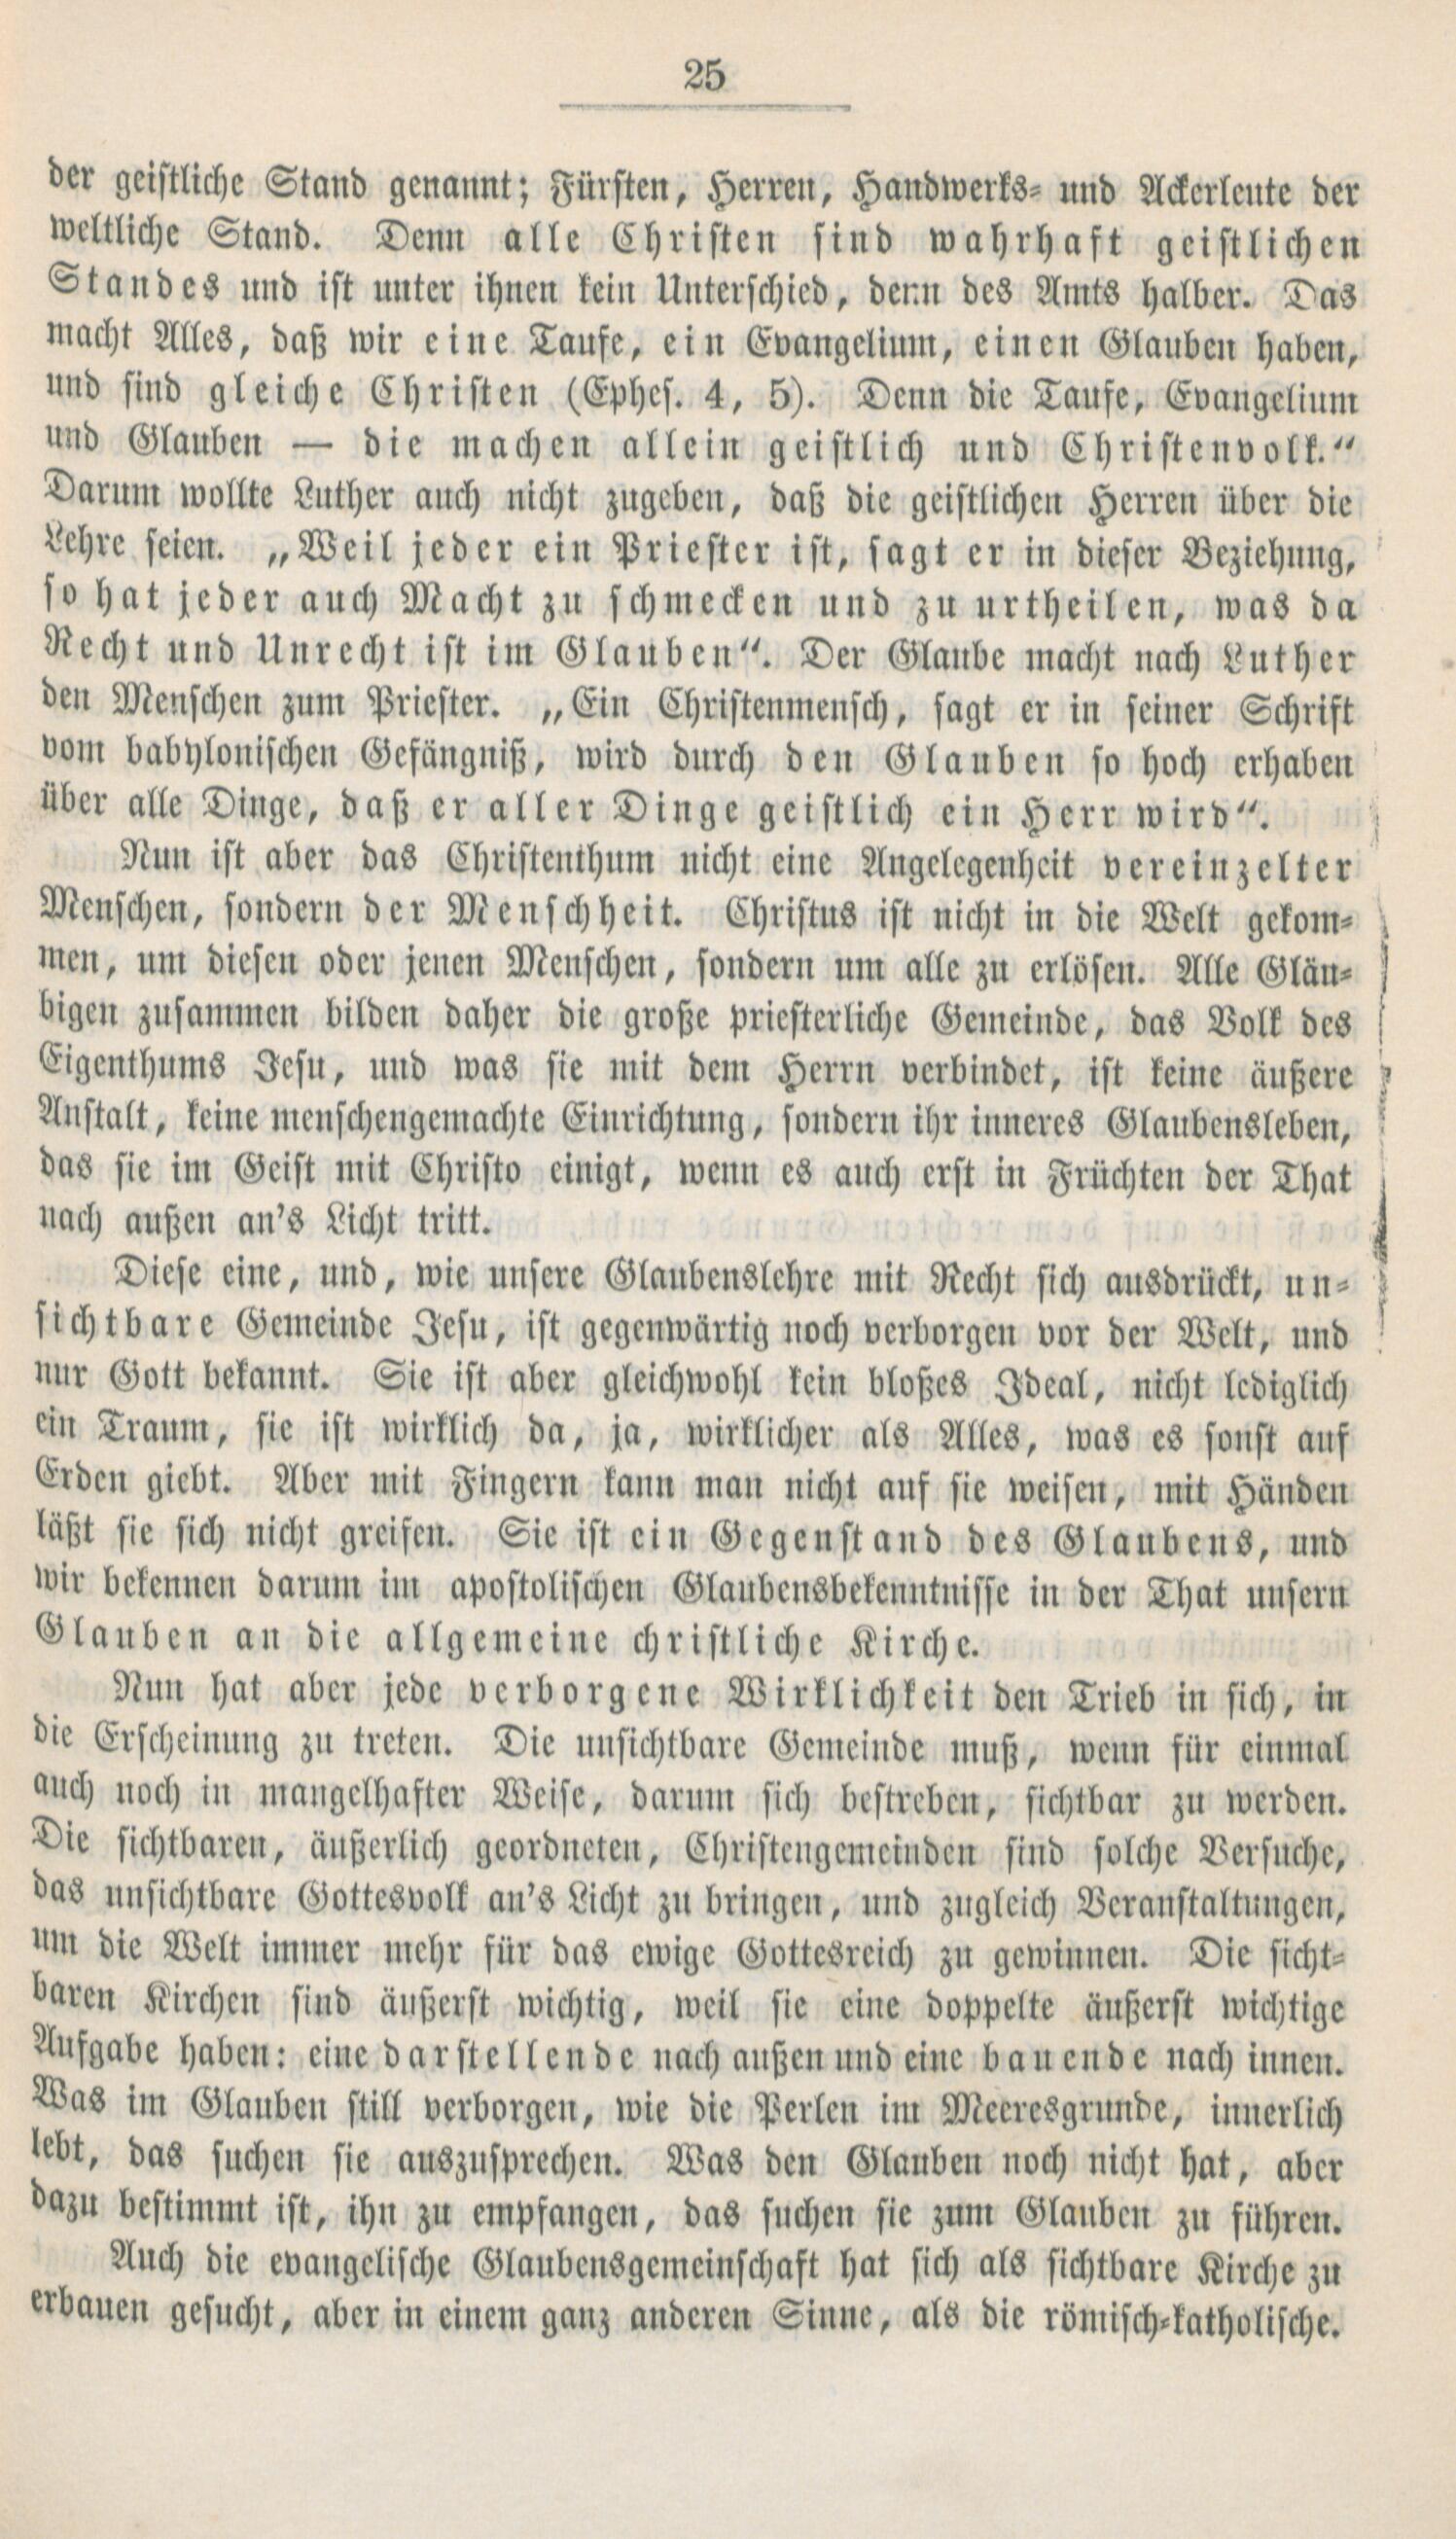 25
der geistliche Stand genannt; Fürsten, Herren, Handwerks- und Ackerleute der
weltliche Stand. Denn alle Christen sind wahrhaft geistlichen
Standes und ist unter ihnen kein Unterschied, denn des Amts halber. Das
macht Alles, daß wir eine Taufe, ein Evangelium, einen Glauben haben,
und sind gleiche Christen (Ephes. 4, 5). Denn die Taufe, Evangelium
und Glauben — die machen allein geistlich und Christenvolk.“
Darum wollte Luther auch nicht zugeben, daß die geistlichen Herren über die
Lehre seien. „Weil jeder ein Priester ist, sagt er in dieser Beziehung,
so hat jeder auch Macht zu schmecken und zu urtheilen, was da
Recht und Unrecht ist im Glauben“. Der Glaube macht nach Luther
den Menschen zum Priester. „Ein Christenmensch, sagt er in seiner Schrift
vom babylonischen Gefängniß, wird durch den Glauben so hoch erhaben
über alle Dinge, daß er aller Dinge geistlich ein Herr wird“.
Nun ist aber das Christenthum nicht eine Angelegenheit vereinzelter
Menschen, sondern der Menschheit. Christus ist nicht in die Welt gekom-
men, um diesen oder jenen Menschen, sondern um alle zu erlösen. Alle Gläu-
bigen zusammen bilden daher die große priesterliche Gemeinde, das Volk des
Eigenthums Jesu, und was sie mit dem Herrn verbindet, ist keine äußere
Anstalt, keine menschengemachte Einrichtung, sondern ihr inneres Glaubensleben,
das sie im Geist mit Christo einigt, wenn es auch erst in Früchten der That
nach außen an's Licht tritt.
Diese eine, und, wie unsere Glaubenslehre mit Recht sich ausdrückt, un-
sichtbare Gemeinde Jesu, ist gegenwärtig noch verborgen vor der Welt, und
nur Gott bekannt. Sie ist aber gleichwohl kein bloßes Ideal, nicht lediglich
ein Traum, sie ist wirklich da, ja, wirklicher als Alles, was es sonst auf
Erden giebt. Aber mit Fingern kann man nicht auf sie weisen, mit Händen
läßt sie sich nicht greifen. Sie ist ein Gegenstand des Glaubens, und
wir bekennen darum im apostolischen Glaubensbekenntnisse in der That unsern
Glauben an die allgemeine christliche Kirche.
Nun hat aber jede verborgene Wirklichkeit den Trieb in sich, in
die Erscheinung zu treten. Die unsichtbare Gemeinde muß, wenn für einmal
auch noch in mangelhafter Weise, darum sich bestreben, sichtbar zu werden.
Die sichtbaren, äußerlich geordneten, Christengemeinden sind solche Versuche,
das unsichtbare Gottesvolk an's Licht zu bringen, und zugleich Veranstaltungen,
um die Welt immer mehr für das ewige Gottesreich zu gewinnen. Die sicht-
baren Kirchen sind äußerst wichtig, weil sie eine doppelte äußerst wichtige
Aufgabe haben: eine darstellende nach außen und eine bauende nach innen.
Was im Glauben still verborgen, wie die Perlen im Meeresgrunde, innerlich
lebt, das suchen sie auszusprechen. Was den Glauben noch nicht hat, aber
dazu bestimmt ist, ihn zu empfangen, das suchen sie zum Glauben zu führen.
Auch die evangelische Glaubensgemeinschaft hat sich als sichtbare Kirche zu
erbauen gesucht, aber in einem ganz anderen Sinne, als die römisch-katholische.